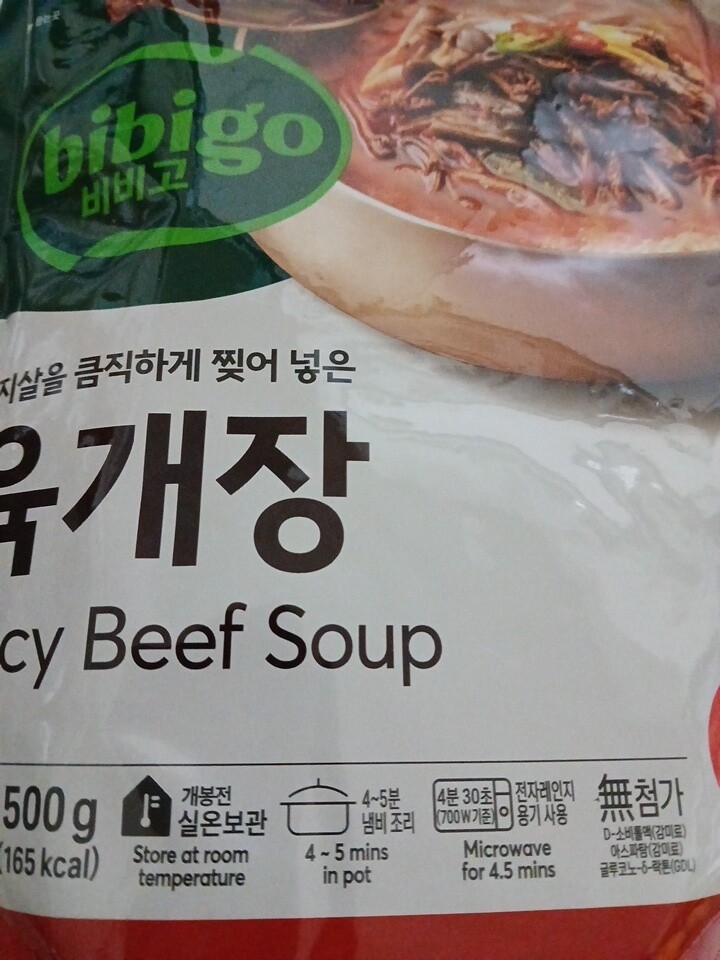 bibigo
비비고
지살을 큼직하게 찢어 넣은
육개장
cy Beef Soup
500 g
(165 kcal)
개봉전
실온보관
Store at room
temperature
4~5분
냄비 조리
4 ~ 5 mins
in pot
4분 30초
(700W기준)
전자레인지
용기 사용
Microwave
for 4.5 mins
無첨가
D-소비톨액(감미료)
아스파탐(감미료)
글루코노-δ-락톤(GDL)